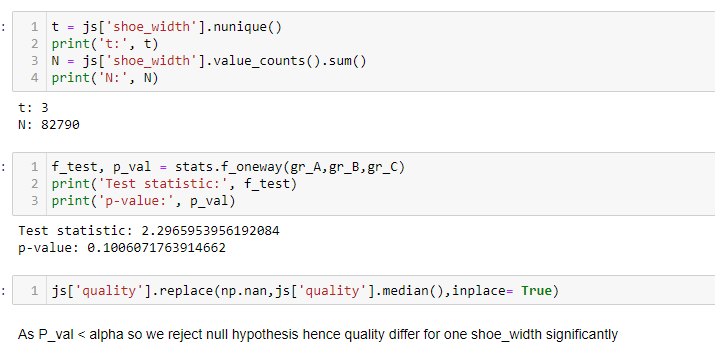 : 1 t = js['shoe_width'].nunique()
2 print('t:', t)
3 N = js['shoe_width'].value_counts().sum()
4 print('N:', N)
t: 3
N: 82790
: 1 f_test, p_val = stats.f_oneway(gr_A,gr_B,gr_C)
2 print('Test statistic:', f_test)
3 print('p-value:', p_val)
Test statistic: 2.2965953956192084
p-value: 0.1006071763914662
: 1 js['quality'].replace(np.nan,js['quality'].median(),inplace= True)
As P_val < alpha so we reject null hypothesis hence quality differ for one shoe_width significantly